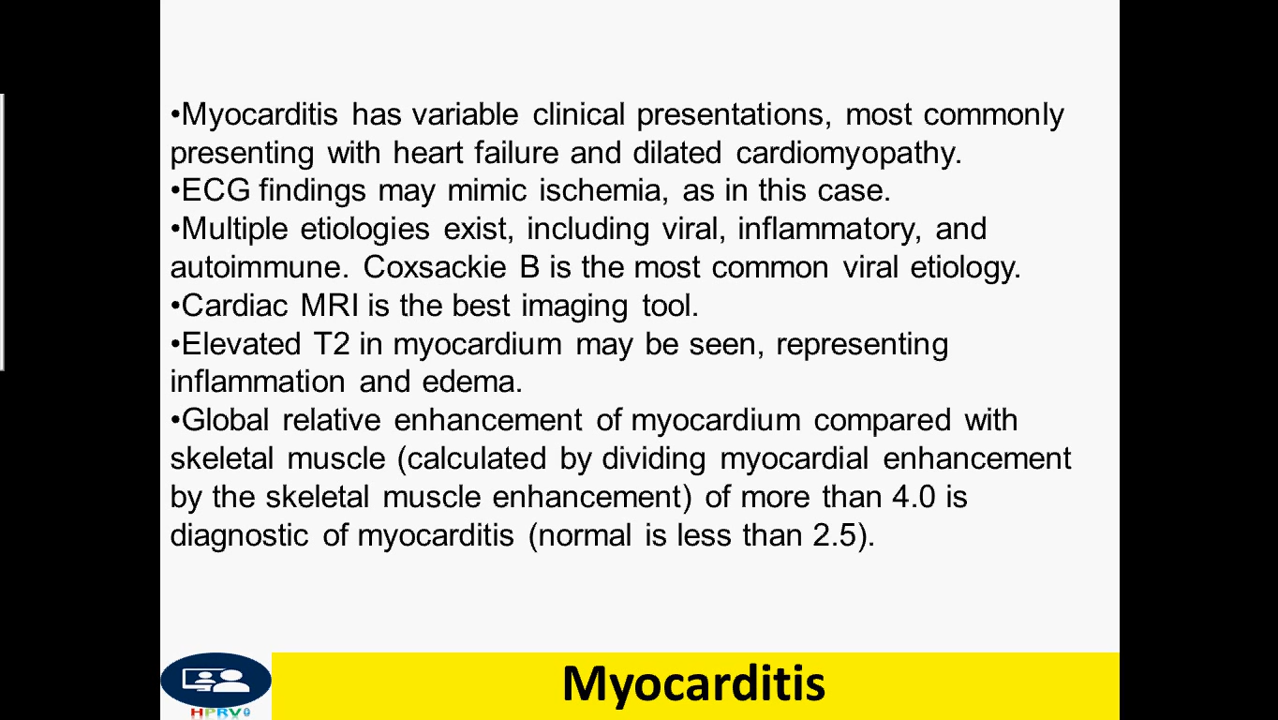 •Myocarditis has variable clinical presentations, most commonly
presenting with heart failure and dilated cardiomyopathy.
•ECG findings may mimic ischemia, as in this case.
•Multiple etiologies exist, including viral, inflammatory, and
autoimmune. Coxsackie B is the most common viral etiology.
•Cardiac MRI is the best imaging tool.
•Elevated T2 in myocardium may be seen, representing
inflammation and edema.
•Global relative enhancement of myocardium compared with
skeletal muscle (calculated by dividing myocardial enhancement
by the skeletal muscle enhancement) of more than 4.0 is
diagnostic of myocarditis (normal is less than 2.5).
Myocarditis